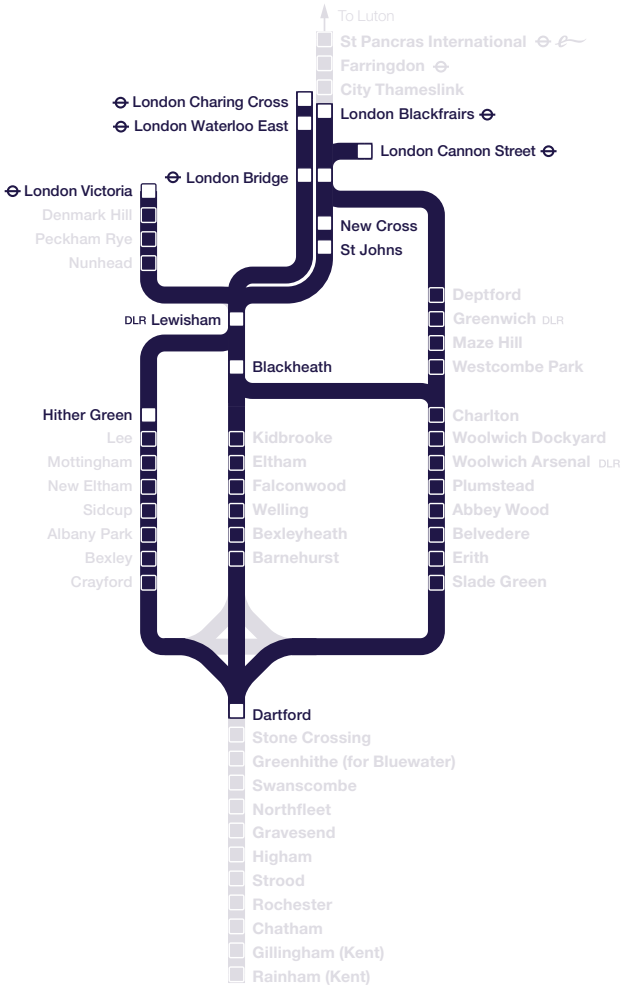 To Luton
St Pancras International
Farringdon
City Thameslink
London Charing Cross
London Blackfriars
London Waterloo East
London Cannon Street
London Bridge
London Victoria
Denmark Hill
Peckham Rye
Nunhead
New Cross
St Johns
Deptford
Greenwich DLR
Maze Hill
Westcombe Park
DLR Lewisham
Blackheath
Hither Green
Lee
Mottingham
New Eltham
Sidcup
Albany Park
Bexley
Crayford
Kidbrooke
Eltham
Falconwood
Welling
Bexleyheath
Barnehurst
Charlton
Woolwich Dockyard
Woolwich Arsenal DLR
Plumstead
Abbey Wood
Belvedere
Erith
Slade Green
Dartford
Stone Crossing
Greenhithe (for Bluewater)
Swanscombe
Northfleet
Gravesend
Higham
Strood
Rochester
Chatham
Gillingham (Kent)
Rainham (Kent)